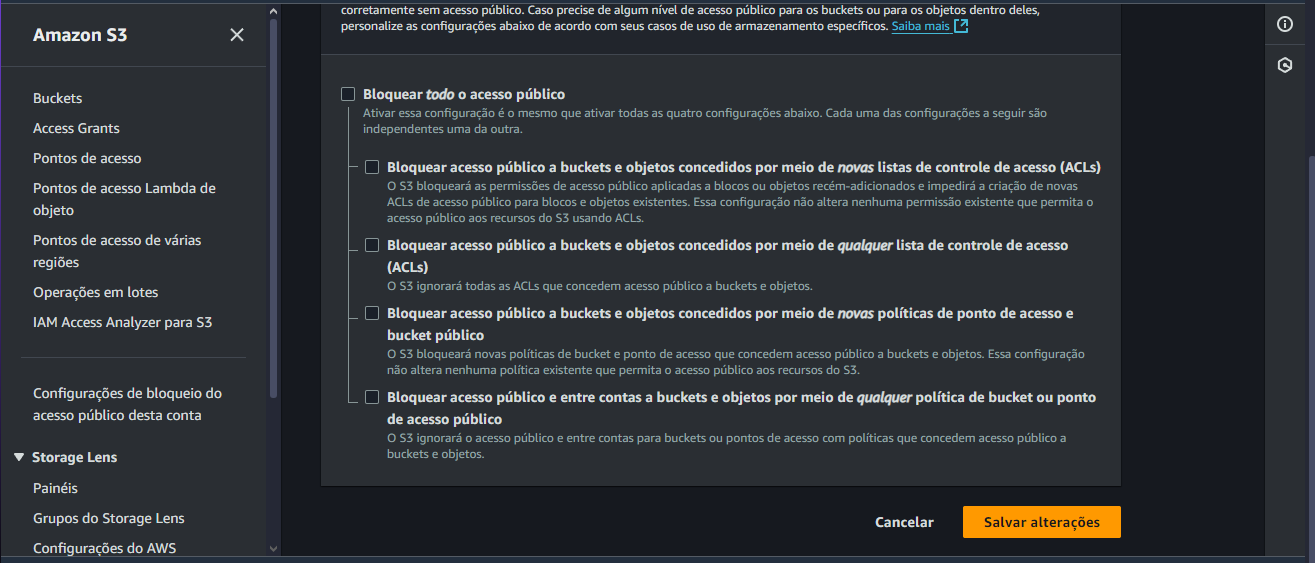 Amazon S3
Buckets
Access Grants
Pontos de acesso
Pontos de acesso Lambda de
objeto
Pontos de acesso de várias
regiões
Operações em lotes
IAM Access Analyzer para S3
Configurações de bloqueio do
acesso público desta conta
Storage Lens
Painéis
Grupos do Storage Lens
Configurações do AWS
corretamente sem acesso público. Caso precise de algum nível de acesso público para os buckets ou para os objetos dentro deles,
personalize as configurações abaixo de acordo com seus casos de uso de armazenamento específicos. Saiba mais
Bloquear todo o acesso público
Ativar essa configuração é o mesmo que ativar todas as quatro configurações abaixo. Cada uma das configurações a seguir são
independentes uma da outra.
Bloquear acesso público a buckets e objetos concedidos por meio de novas listas de controle de acesso (ACLs)
O S3 bloqueará as permissões de acesso público aplicadas a blocos ou objetos recém-adicionados e impedirá a criação de novas
ACLs de acesso público para blocos e objetos existentes. Essa configuração não altera nenhuma permissão existente que permita o
acesso público aos recursos do S3 usando ACLs.
Bloquear acesso público a buckets e objetos concedidos por meio de qualquer lista de controle de acesso
(ACLs)
O S3 ignorará todas as ACLs que concedem acesso público a buckets e objetos.
Bloquear acesso público a buckets e objetos concedidos por meio de novas políticas de ponto de acesso e
bucket público
O S3 bloqueará novas políticas de bucket e ponto de acesso que concedem acesso público a buckets e objetos. Essa configuração
não altera nenhuma política existente que permita o acesso público aos recursos do S3.
Bloquear acesso público e entre contas a buckets e objetos por meio de qualquer política de bucket ou ponto
de acesso público
O S3 ignorará o acesso público e entre contas para buckets ou pontos de acesso com políticas que concedem acesso público a
buckets e objetos.
Cancelar
Salvar alterações